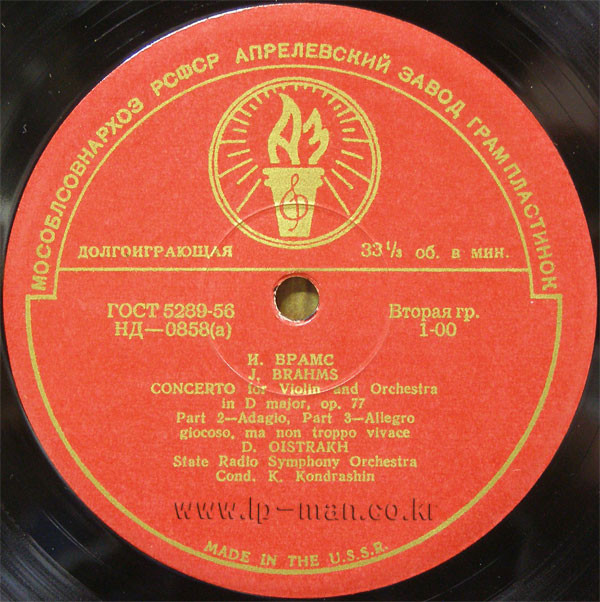 МОСОБЛСОВНАРХОЗ РСФСР АПРЕЛЕВСКИЙ ЗАВОД ГРАМПЛАСТИНОК
АЗ
ДОЛГОИГРАЮЩАЯ 33⅓ об. в мин.
ГОСТ 5289-56 Вторая гр.
НД—0858(а) 1-00
И. БРАМС
J. BRAHMS
CONCERTO for Violin and Orchestra
in D major, op. 77
Part 2—Adagio, Part 3—Allegro
giocoso, ma non troppo vivace
D. OISTRAKH
State Radio Symphony Orchestra
Cond. K. Kondrashin
www.lp-man.co.kr
MADE IN THE U.S.S.R.